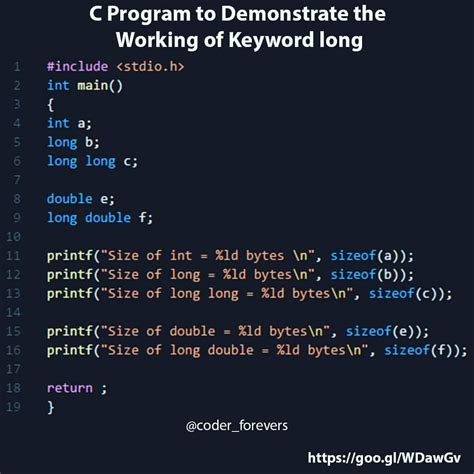 C Program to Demonstrate the
Working of Keyword long
1 #include <stdio.h>
2 int main()
3 {
4 int a;
5 long b;
6 long long c;
7
8 double e;
9 long double f;
10
11 printf("Size of int = %ld bytes \n", sizeof(a));
12 printf("Size of long = %ld bytes\n", sizeof(b));
13 printf("Size of long long = %ld bytes\n", sizeof(c));
14
15 printf("Size of double = %ld bytes\n", sizeof(e));
16 printf("Size of long double = %ld bytes\n", sizeof(f));
17
18 return ;
19 }
@coder_forevers
https://goo.gl/WDawGv